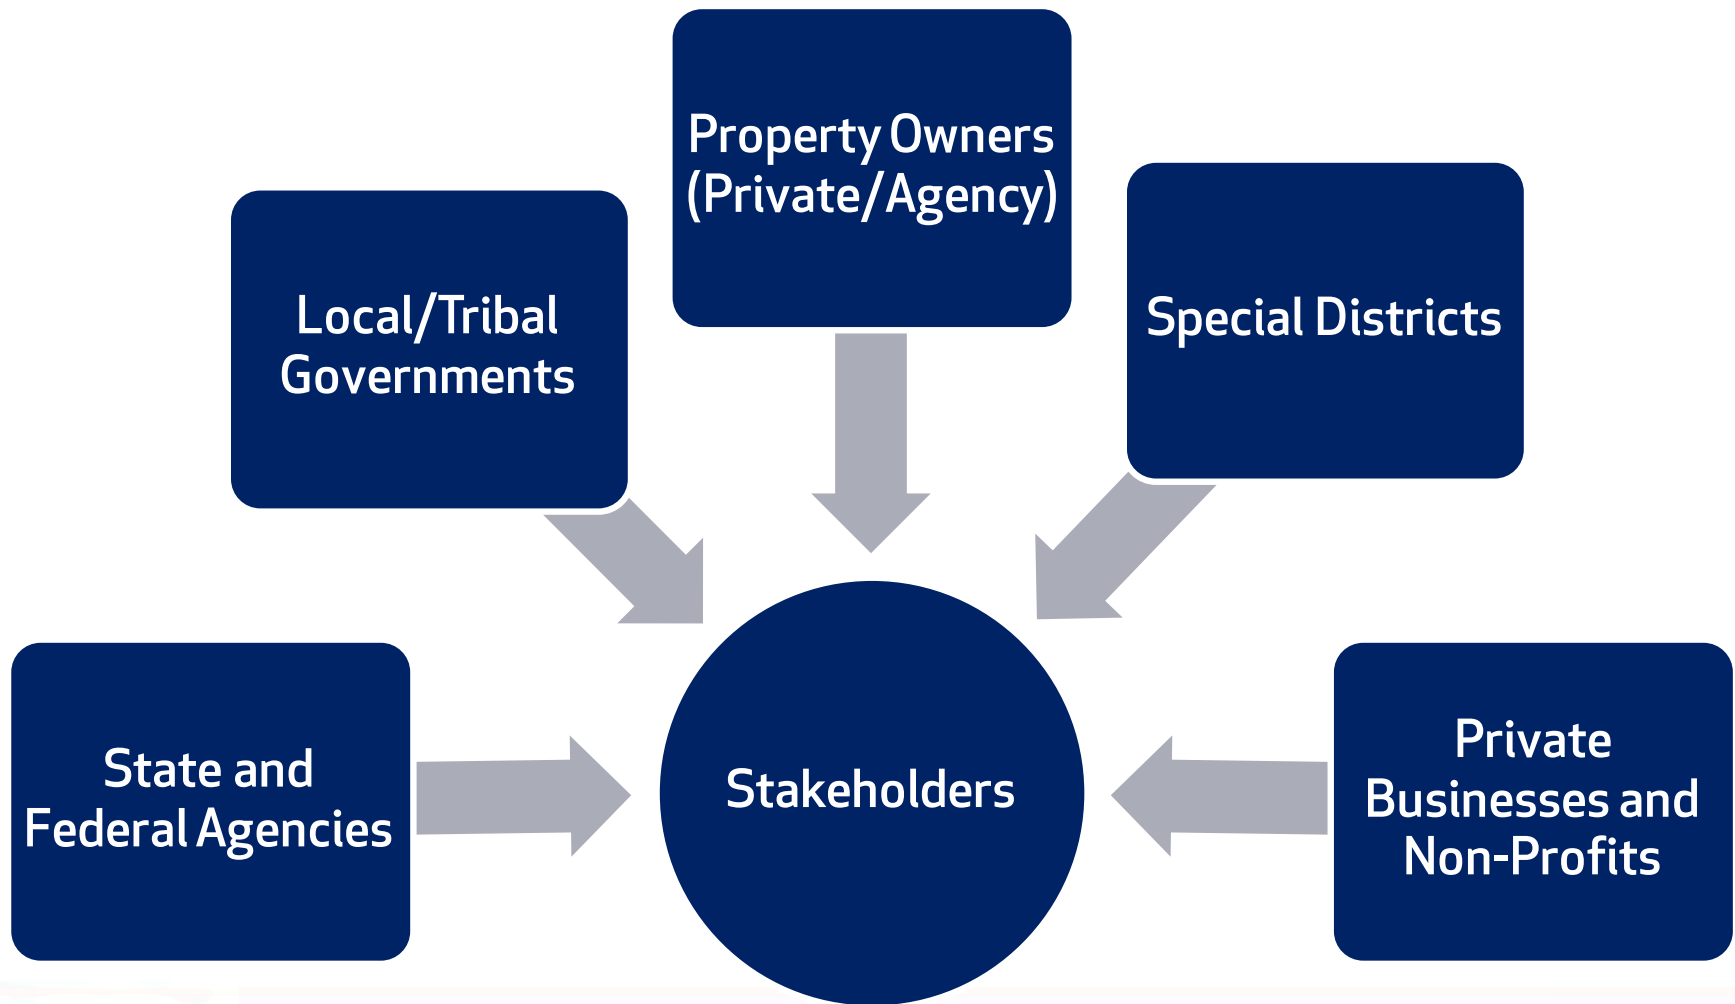 Property Owners
(Private/Agency)
Local/Tribal
Governments
Special Districts
State and
Federal Agencies
Stakeholders
Private
Businesses and
Non-Profits